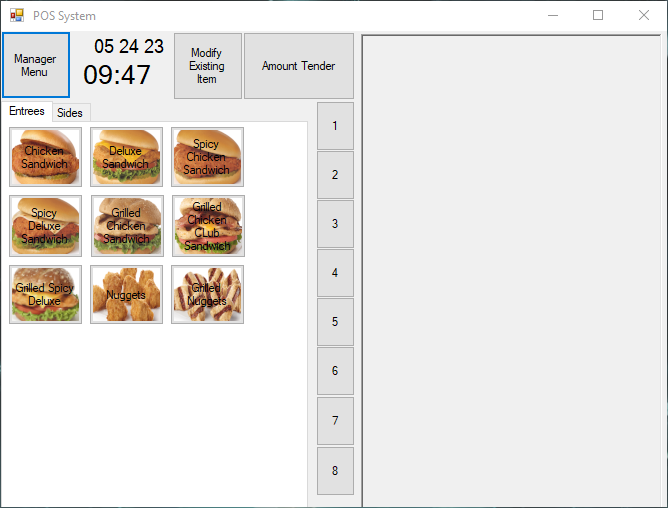 POS System
Manager
Menu
05 24 23
09:47
Modify
Existing
Item
Amount Tender
Entrees
Sides
Chicken
Sandwich
Deluxe
Sandwich
Spicy
Chicken
Sandwich
Spicy
Deluxe
Sandwich
Grilled
Chicken
Sandwich
Grilled
Chicken
CLub
Sandwich
Grilled Spicy
Deluxe
Nuggets
Grilled
Nuggets
1
2
3
4
5
6
7
8